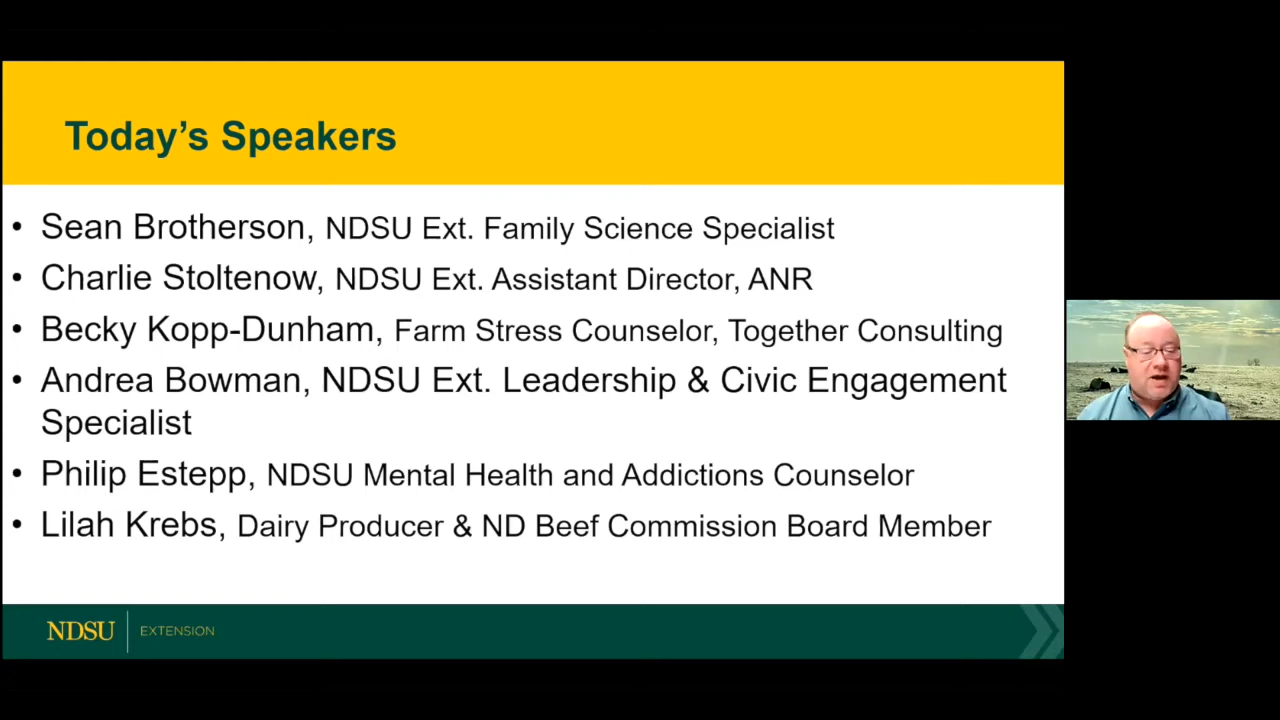 Today's Speakers
• Sean Brotherson, NDSU Ext. Family Science Specialist
• Charlie Stoltenow, NDSU Ext. Assistant Director, ANR
• Becky Kopp-Dunham, Farm Stress Counselor, Together Consulting
• Andrea Bowman, NDSU Ext. Leadership & Civic Engagement
Specialist
• Philip Estepp, NDSU Mental Health and Addictions Counselor
• Lilah Krebs, Dairy Producer & ND Beef Commission Board Member
NDSU EXTENSION